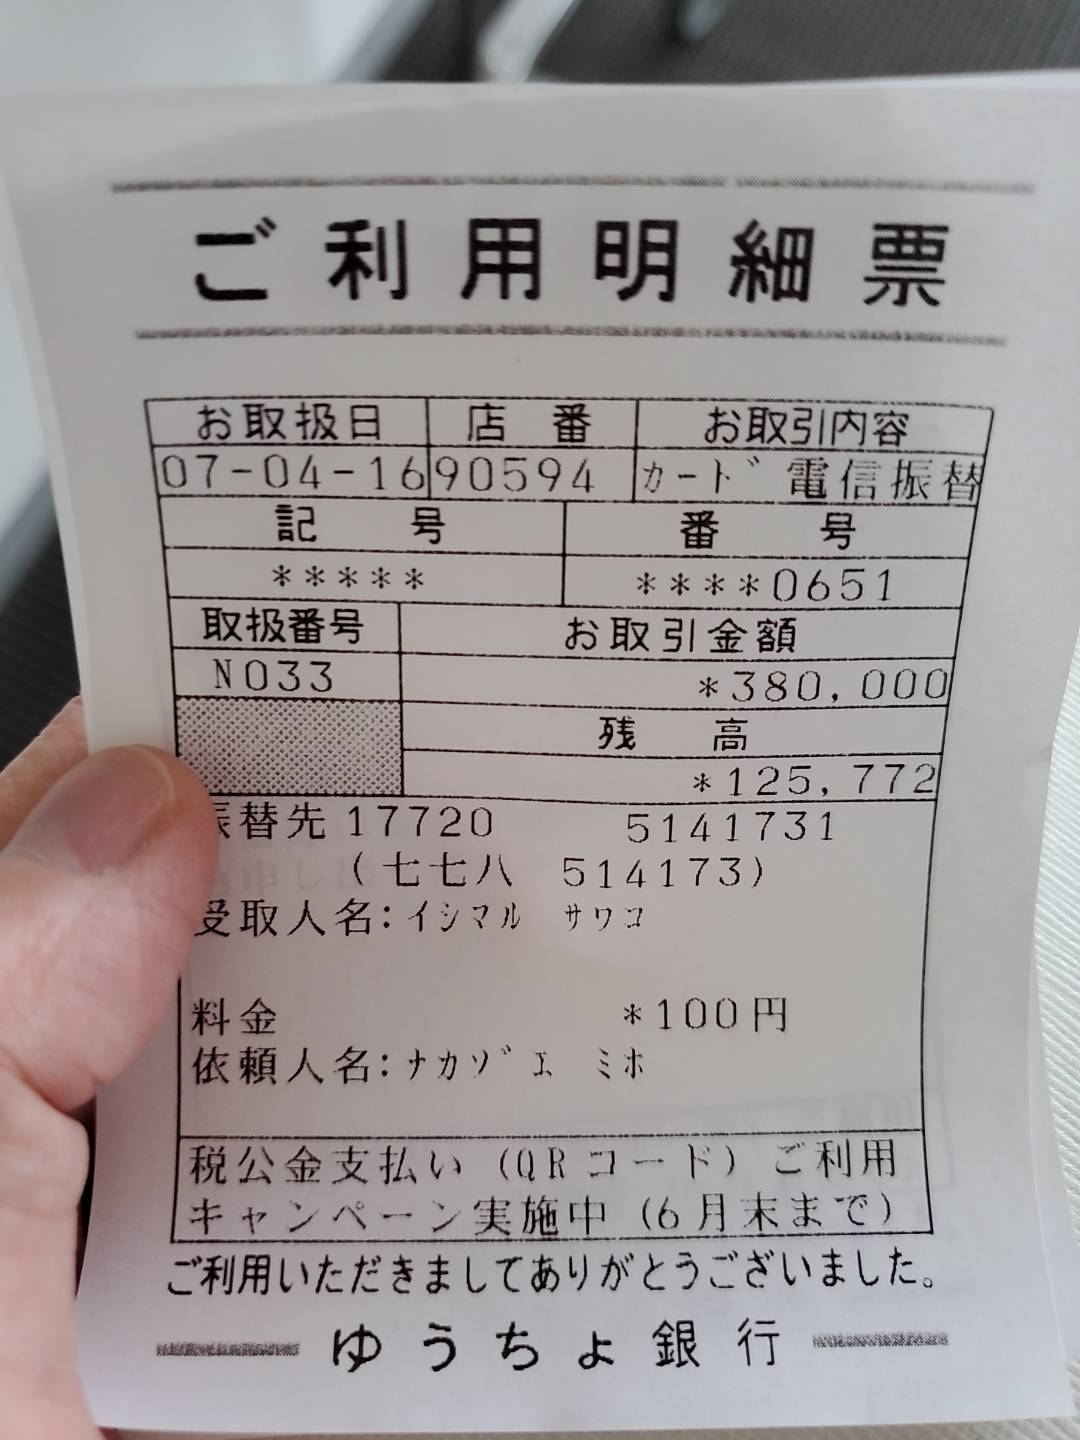 ご利用明細票
お取扱日 店番 お取引内容
07-04-16 90594 カード 電信振替
記号 番号
***** ****0651
取扱番号 お取引金額
N033 *380,000
残高
*125,772
振替先 17720 5141731
(七七八 514173)
受取人名:イシマル サワコ
料金 *100円
依頼人名:ナカゾエ ミホ
税公金支払い(QRコード)ご利用
キャンペーン実施中(6月末まで)
ご利用いただきましてありがとうございました。
ゆうちょ銀行